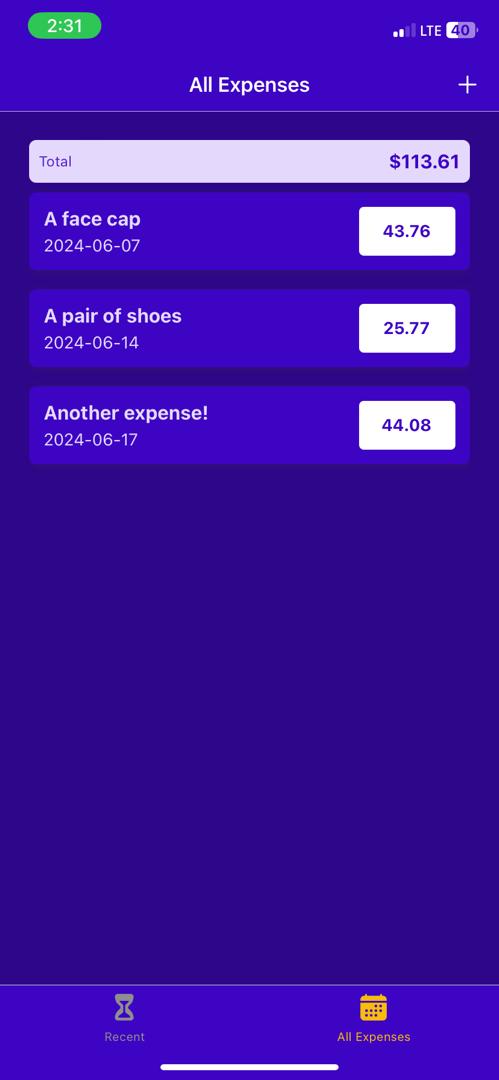 2:31
LTE 40
All Expenses
+
Total
$113.61
A face cap
2024-06-07
43.76
A pair of shoes
2024-06-14
25.77
Another expense!
2024-06-17
44.08
Recent
All Expenses